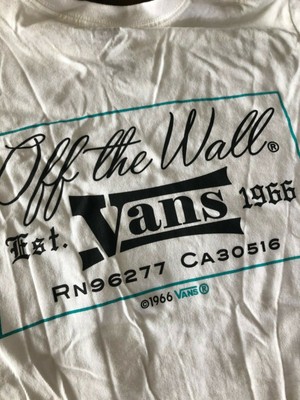 Off the Wall®
Est. Vans 1966
RN96277 CA30516
©1966 VANS®